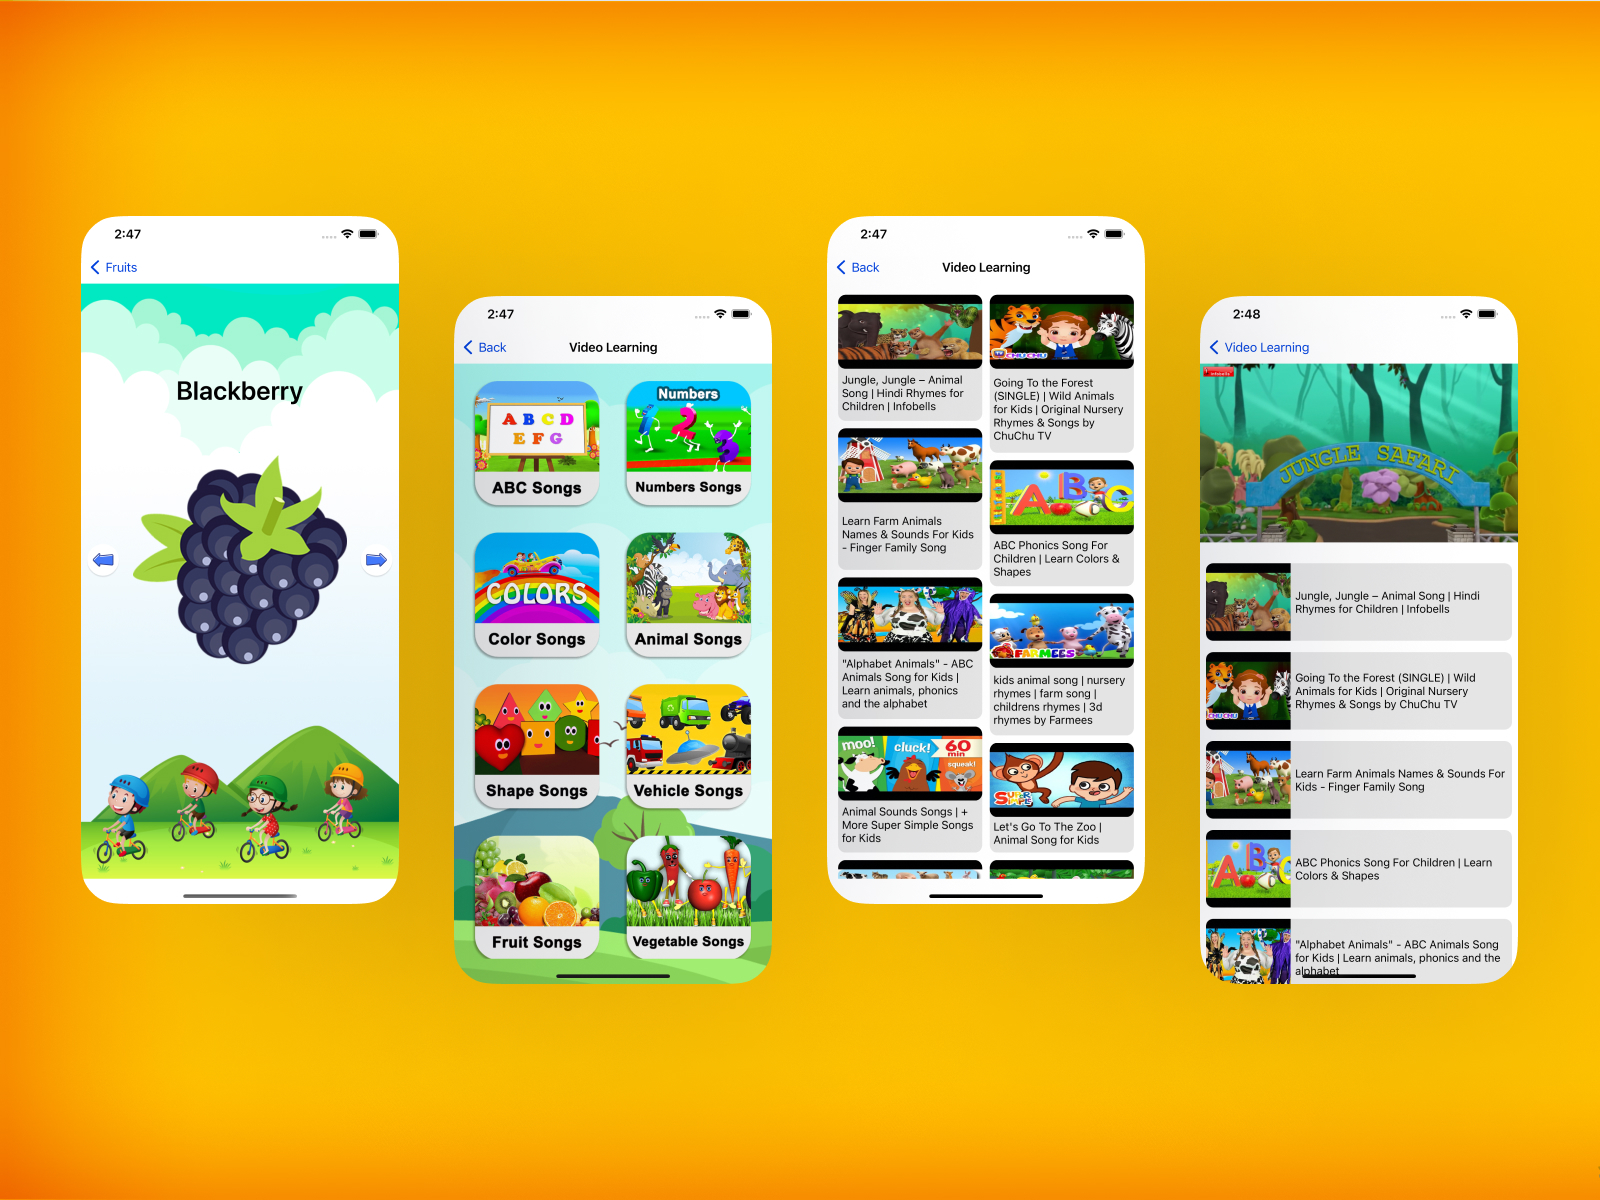 2:47
Fruits
Blackberry
2:47
Back
Video Learning
A B C D
E F G
ABC Songs
Numbers
1 2 3
Numbers Songs
COLORS
Color Songs
Animal Songs
Shape Songs
Vehicle Songs
Fruit Songs
Vegetable Songs
2:47
Back
Video Learning
Jungle, Jungle – Animal
Song | Hindi Rhymes for
Children | Infobells
CHUCHU
Going To the Forest
(SINGLE) | Wild Animals
for Kids | Original Nursery
Rhymes & Songs by
ChuChu TV
Learn Farm Animals
Names & Sounds For Kids
- Finger Family Song
A B C
ABC Phonics Song For
Children | Learn Colors &
Shapes
"Alphabet Animals" - ABC
Animals Song for Kids |
Learn animals, phonics
and the alphabet
FARMEES
kids animal song | nursery
rhymes | farm song |
childrens rhymes | 3d
rhymes by Farmees
moo!
cluck!
60
min
squeak!
Animal Sounds Songs | +
More Super Simple Songs
for Kids
SUPER
SIMPLE
Let's Go To The Zoo |
Animal Song for Kids
2:48
Video Learning
infobells
JUNGLE SAFARI
Jungle, Jungle – Animal Song | Hindi
Rhymes for Children | Infobells
CHUCHU
Going To the Forest (SINGLE) | Wild
Animals for Kids | Original Nursery
Rhymes & Songs by ChuChu TV
Learn Farm Animals Names & Sounds For
Kids - Finger Family Song
A B C
ABC Phonics Song For Children | Learn
Colors & Shapes
"Alphabet Animals" - ABC Animals Song
for Kids | Learn animals, phonics and the
alphabet